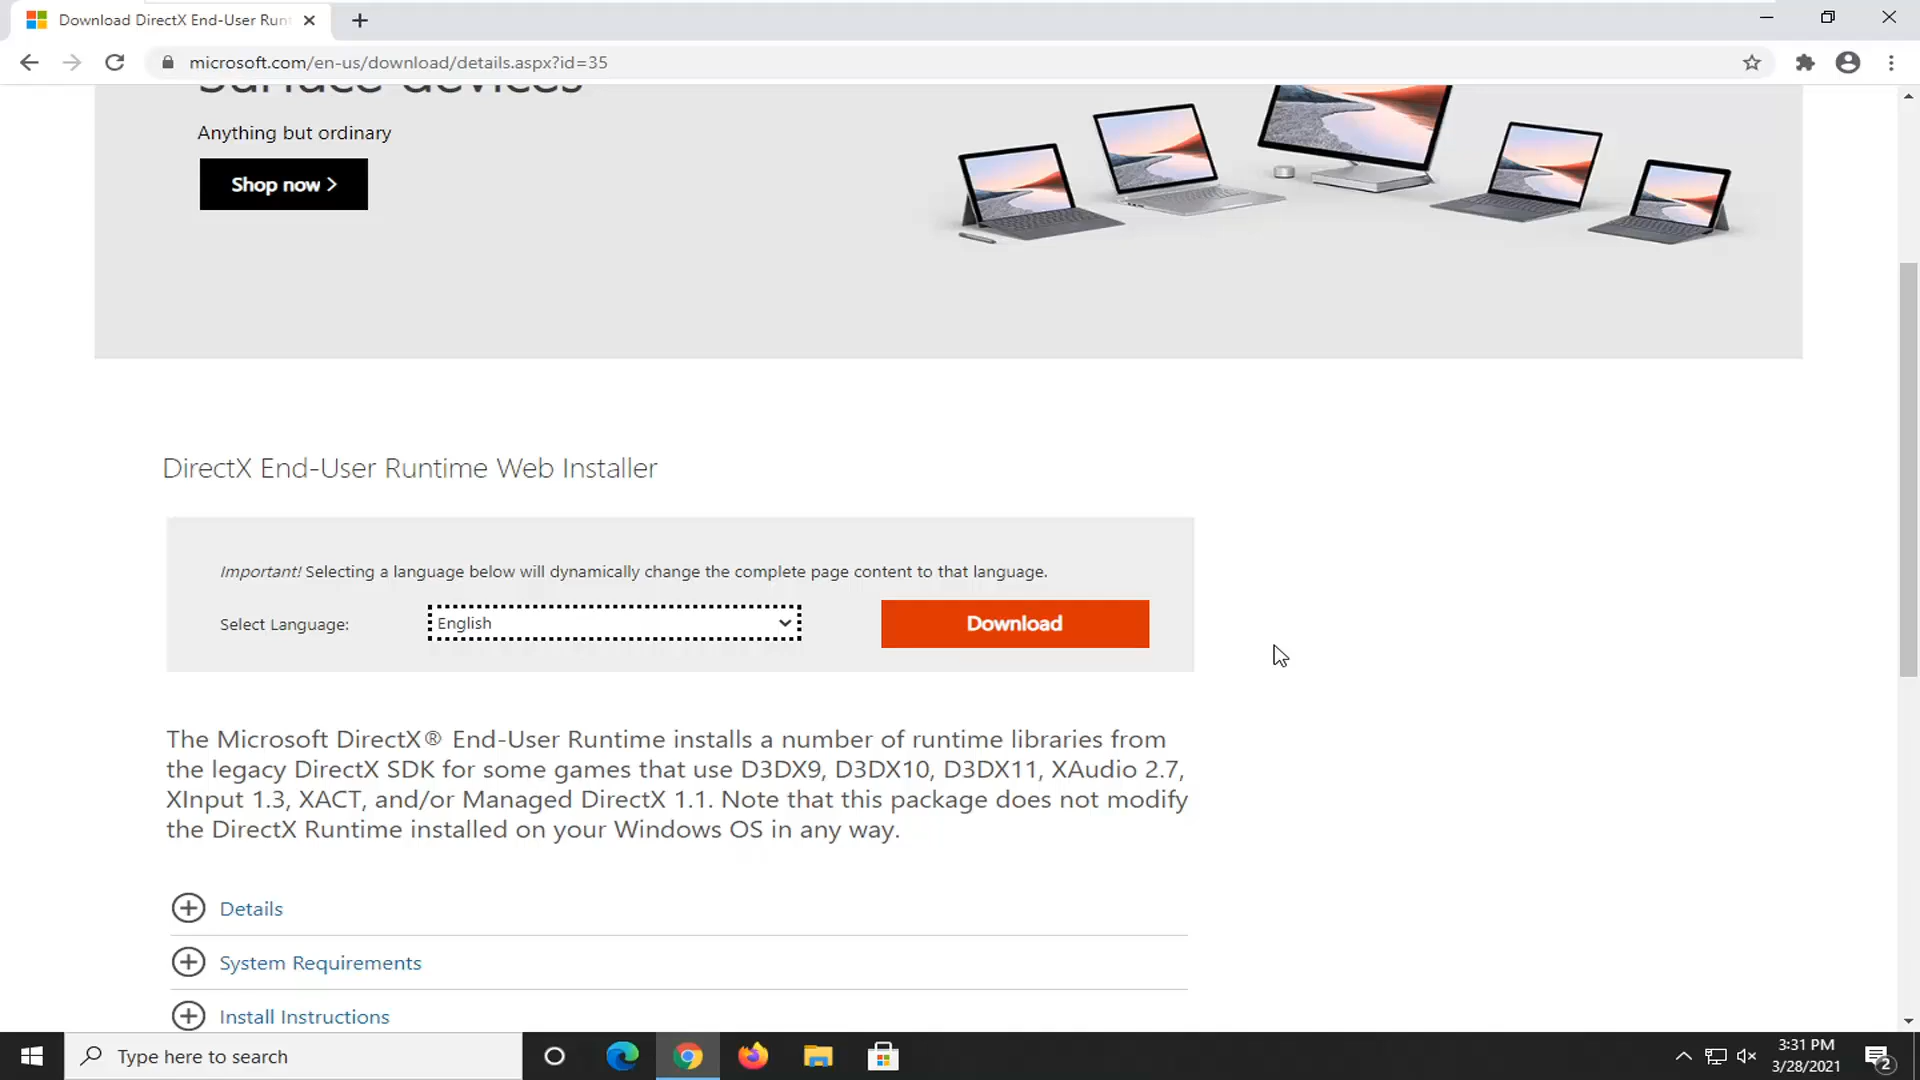 Download DirectX End-User Runt
microsoft.com/en-us/download/details.aspx?id=35
Surface devices
Anything but ordinary
Shop now >
DirectX End-User Runtime Web Installer
Important! Selecting a language below will dynamically change the complete page content to that language.
Select Language:
English
Download
The Microsoft DirectX® End-User Runtime installs a number of runtime libraries from
the legacy DirectX SDK for some games that use D3DX9, D3DX10, D3DX11, XAudio 2.7,
XInput 1.3, XACT, and/or Managed DirectX 1.1. Note that this package does not modify
the DirectX Runtime installed on your Windows OS in any way.
Details
System Requirements
Install Instructions
Type here to search
3:31 PM
3/28/2021
2